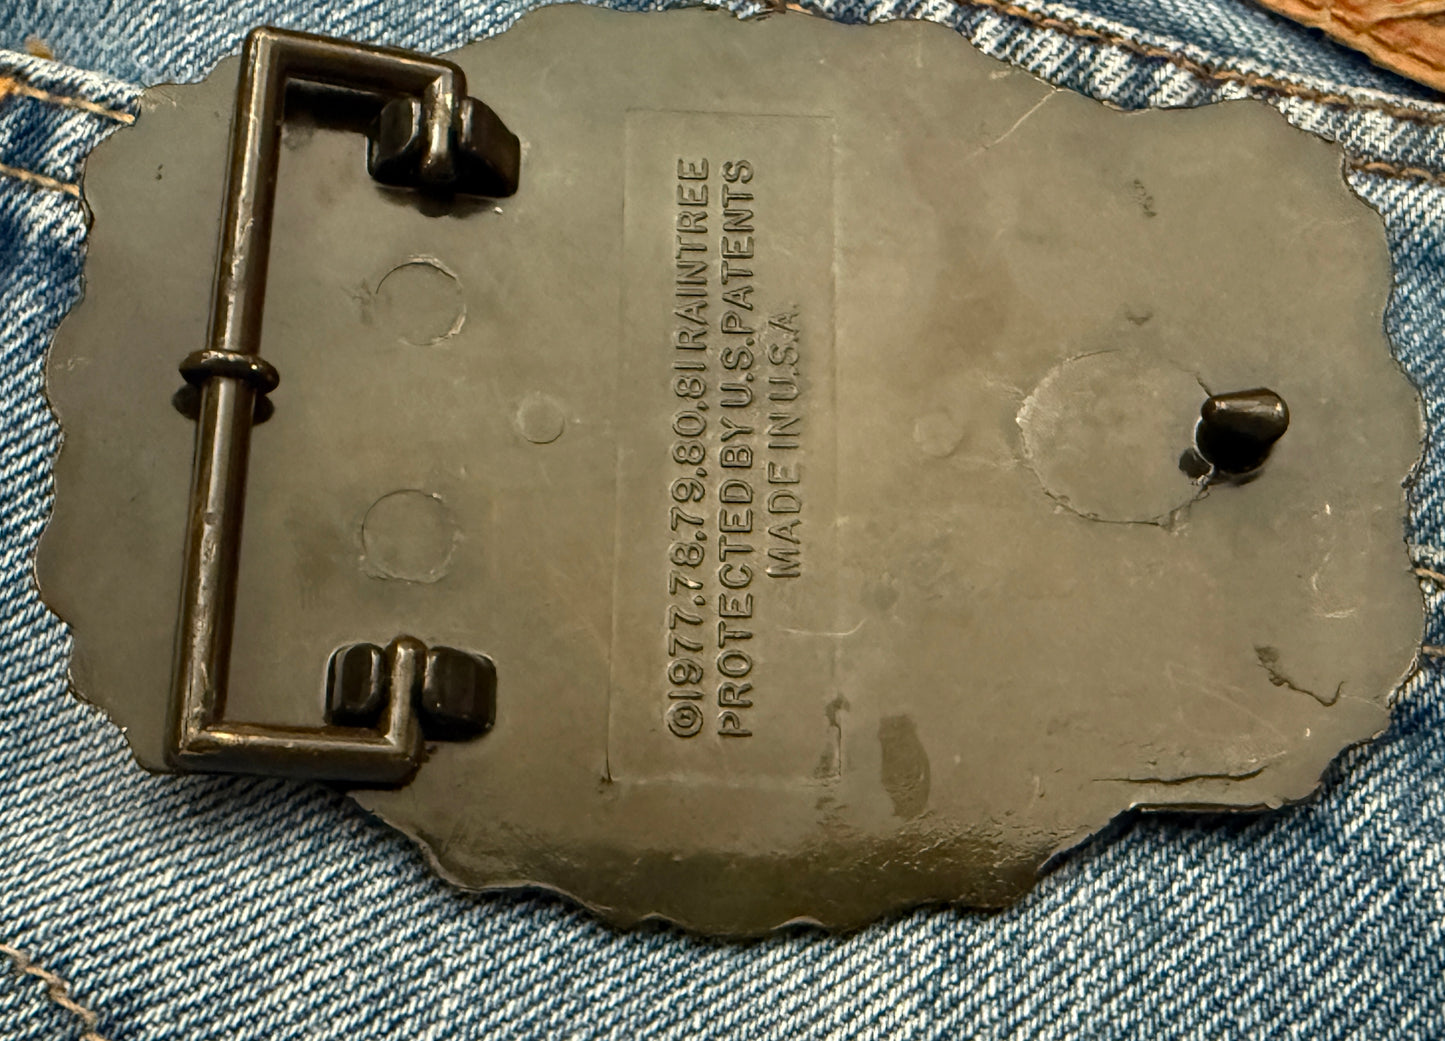 ©1977.78.79.80.81 RAINTREE
PROTECTED BY U.S. PATENTS
MADE IN U.S.A.